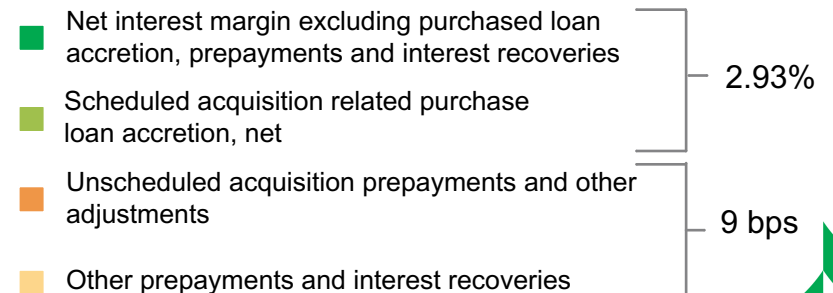 Net interest margin excluding purchased loan
accretion, prepayments and interest recoveries
2.93%
Scheduled acquisition related purchase
loan accretion, net
Unscheduled acquisition prepayments and other
adjustments
9 bps
Other prepayments and interest recoveries